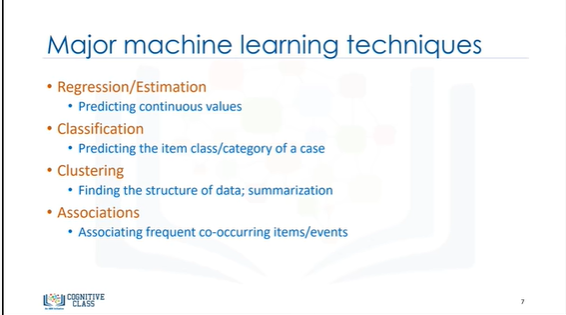 Major machine learning techniques
• Regression/Estimation
• Predicting continuous values
• Classification
• Predicting the item class/category of a case
• Clustering
• Finding the structure of data; summarization
• Associations
• Associating frequent co-occurring items/events
COGNITIVE
CLASS
7